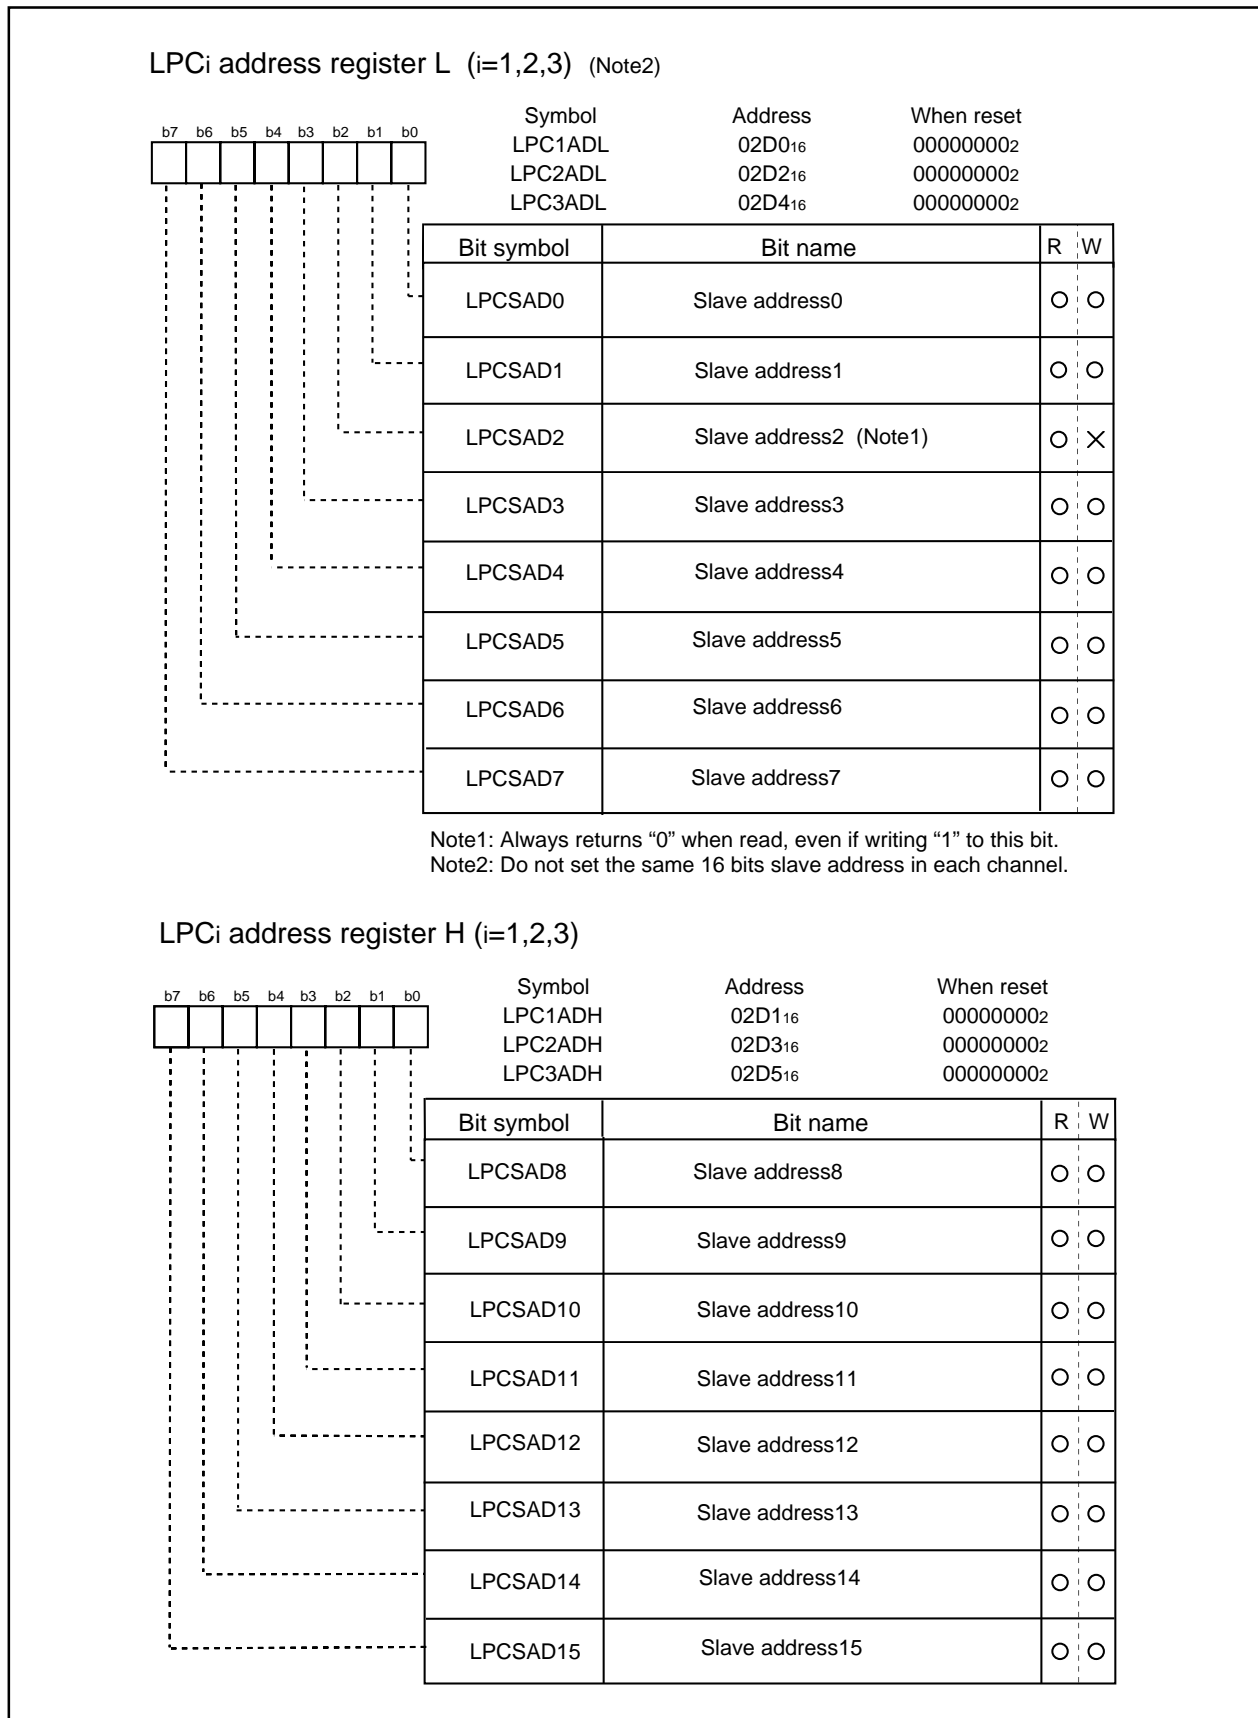 LPCi address register L (i=1,2,3) (Note2)
Symbol Address When reset
b7 b6 b5 b4 b3 b2 b1 b0
LPC1ADL 02D016 000000002
LPC2ADL 02D216 000000002
LPC3ADL 02D416 000000002
Bit symbol Bit name R W
LPCSAD0 Slave address0 O O
LPCSAD1 Slave address1 O O
LPCSAD2 Slave address2 (Note1) O X
LPCSAD3 Slave address3 O O
LPCSAD4 Slave address4 O O
LPCSAD5 Slave address5 O O
LPCSAD6 Slave address6 O O
LPCSAD7 Slave address7 O O
Note1: Always returns “0” when read, even if writing “1” to this bit.
Note2: Do not set the same 16 bits slave address in each channel.
LPCi address register H (i=1,2,3)
Symbol Address When reset
b7 b6 b5 b4 b3 b2 b1 b0
LPC1ADH 02D116 000000002
LPC2ADH 02D316 000000002
LPC3ADH 02D516 000000002
Bit symbol Bit name R W
LPCSAD8 Slave address8 O O
LPCSAD9 Slave address9 O O
LPCSAD10 Slave address10 O O
LPCSAD11 Slave address11 O O
LPCSAD12 Slave address12 O O
LPCSAD13 Slave address13 O O
LPCSAD14 Slave address14 O O
LPCSAD15 Slave address15 O O